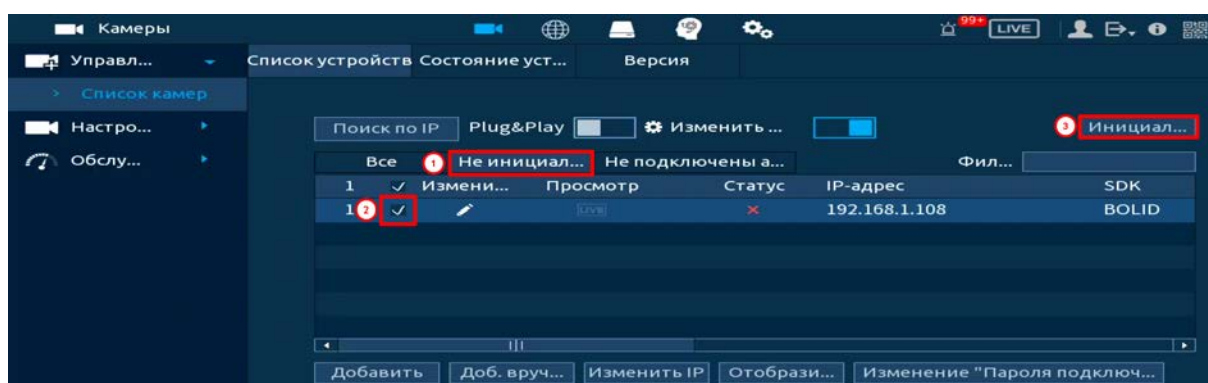 Камеры 99+ LIVE
Управл... Список устройств Состояние уст... Версия
> Список камер
Настро... Поиск по IP Plug&Play Изменить ... 3 Инициал...
Обслу... Все 1 Не инициал... Не подключены а... Фил...
1 Измени... Просмотр Статус IP-адрес SDK
1 2 LIVE 192.168.1.108 BOLID
Добавить Доб. вруч... Изменить IP Отобрази... Изменение "Пароля подключ...